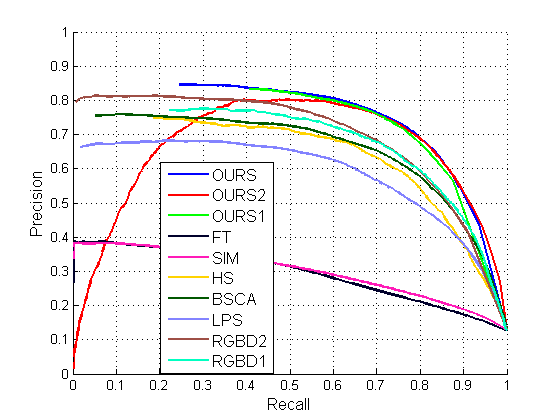 1
0.9
0.8
0.7
0.6
0.5
0.4
0.3
0.2
0.1
0
Precision
OURS
OURS2
OURS1
FT
SIM
HS
BSCA
LPS
RGBD2
RGBD1
0 0.1 0.2 0.3 0.4 0.5 0.6 0.7 0.8 0.9 1
Recall